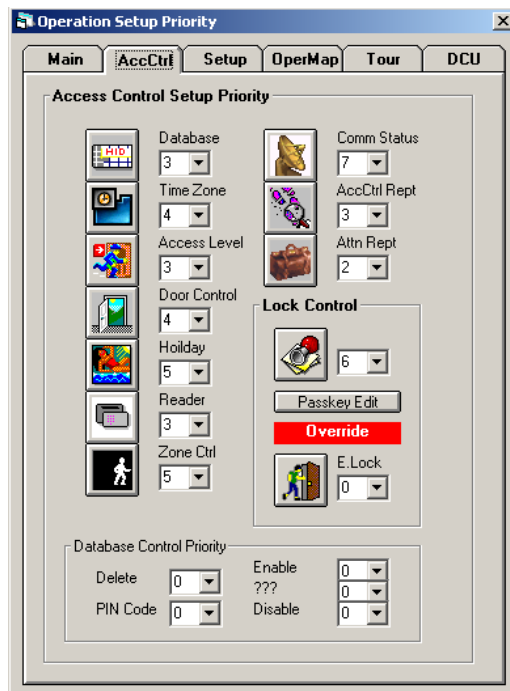 Operation Setup Priority
Main AccCtrl Setup OperMap Tour DCU
Access Control Setup Priority
HID
Database
3
Time Zone
4
Access Level
3
Door Control
4
Hoilday
5
Reader
3
Zone Ctrl
5
Comm Status
7
AccCtrl Rept
3
Attn Rept
2
Lock Control
6
Passkey Edit
Override
E.Lock
0
Database Control Priority
Delete 0
PIN Code 0
Enable 0
??? 0
Disable 0